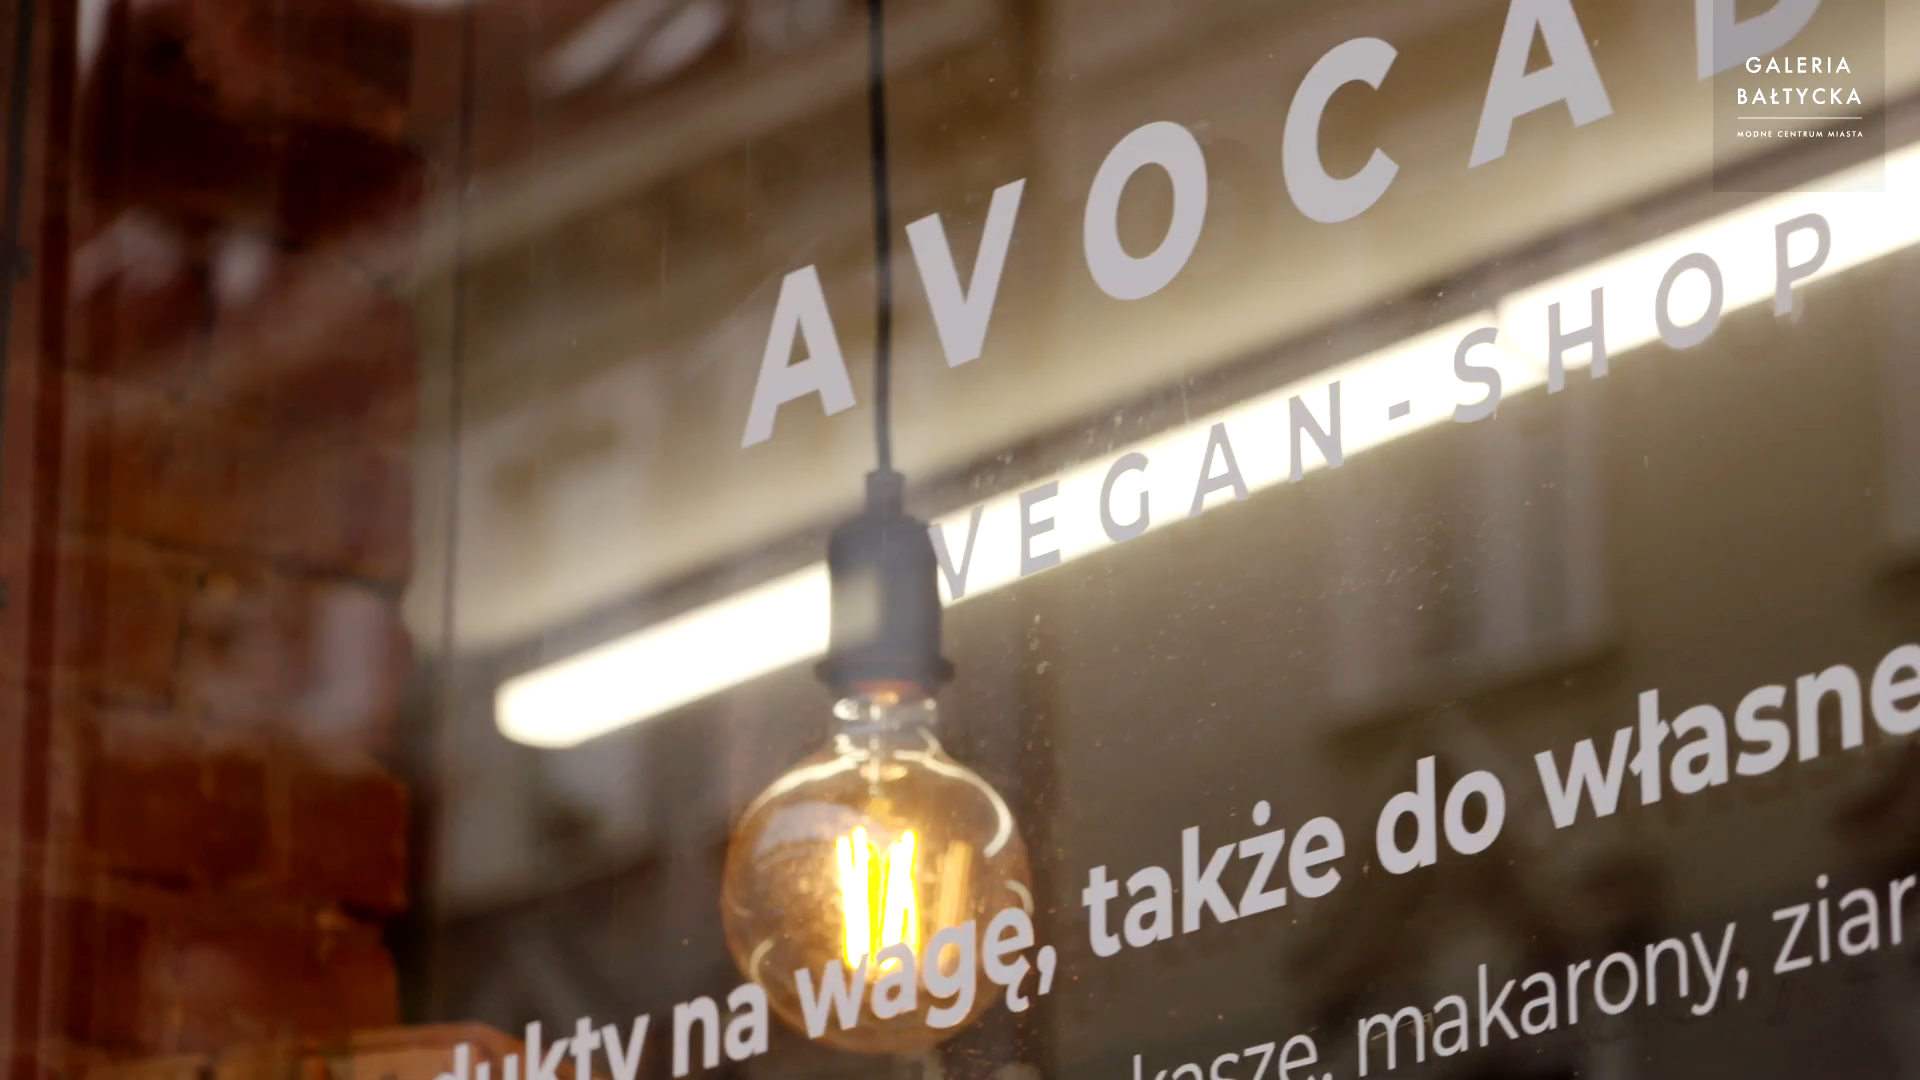 AVOCAD
VEGAN-SHOP
dukty na wagę, także do własne
kasze, makarony, ziar
GALERIA
BAŁTYCKA
MODNE CENTRUM MIASTA